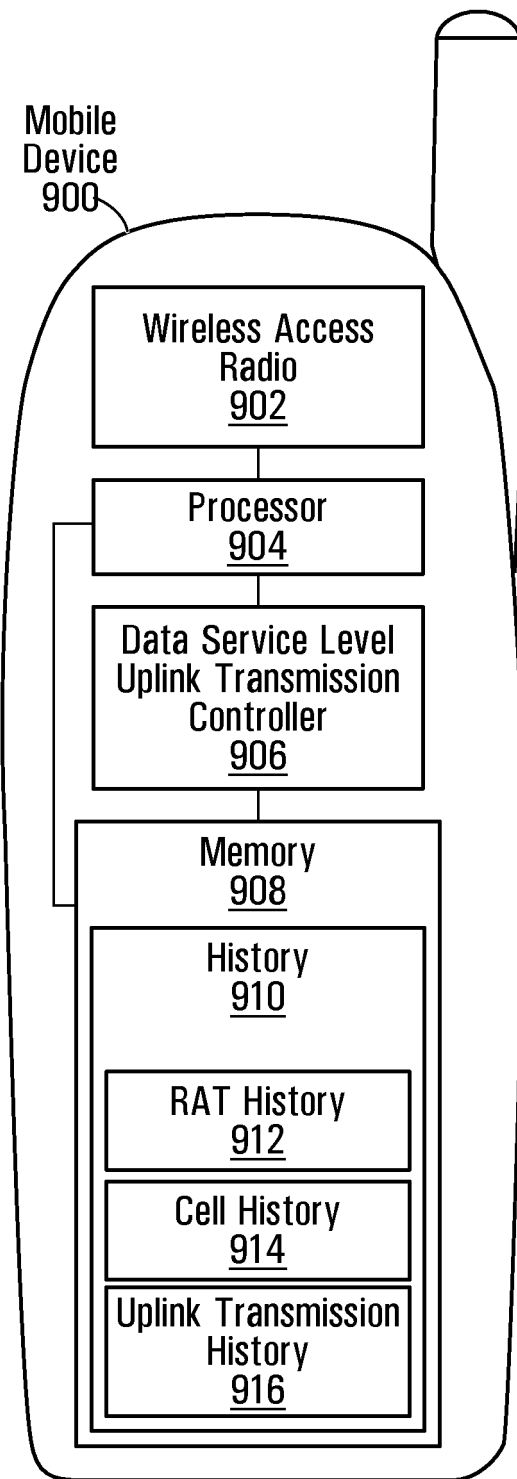 Mobile
Device
900
Wireless Access
Radio
902
Processor
904
Data Service Level
Uplink Transmission
Controller
906
Memory
908
History
910
RAT History
912
Cell History
914
Uplink Transmission
History
916